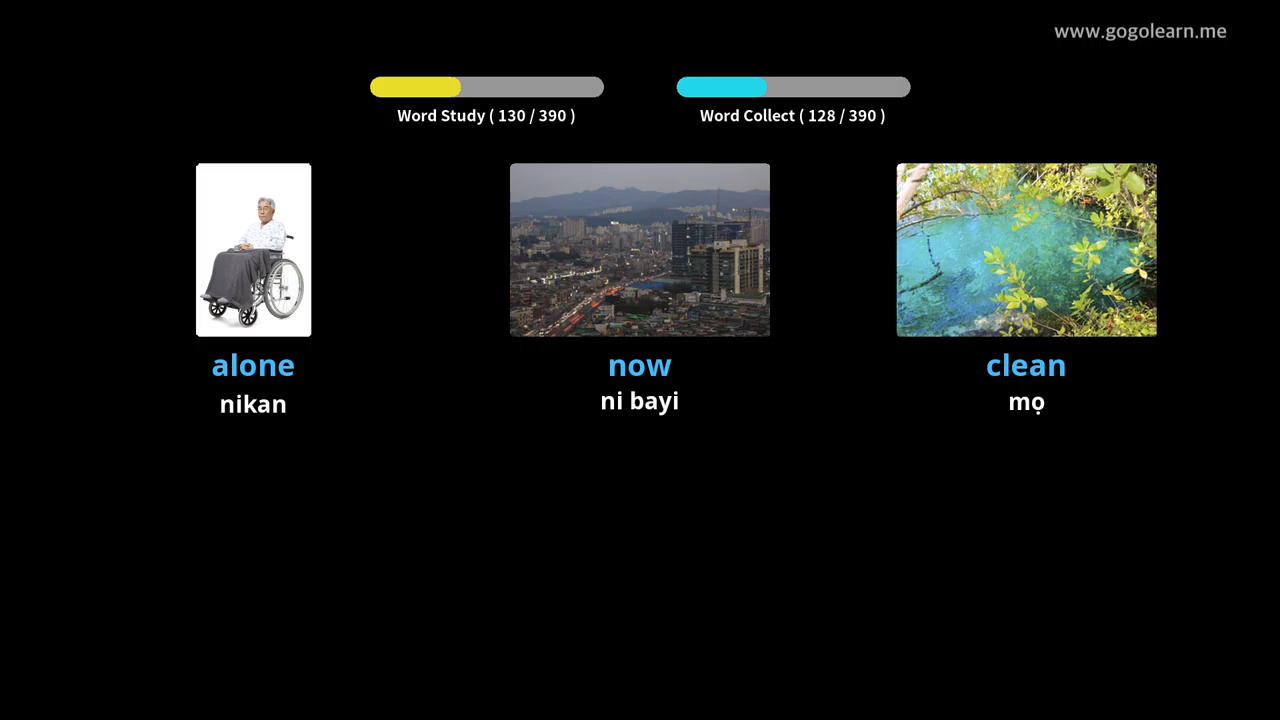 www.gogolearn.me
Word Study ( 130 / 390 )
Word Collect ( 128 / 390 )
alone
now
clean
nikan
ni bayi
mọ